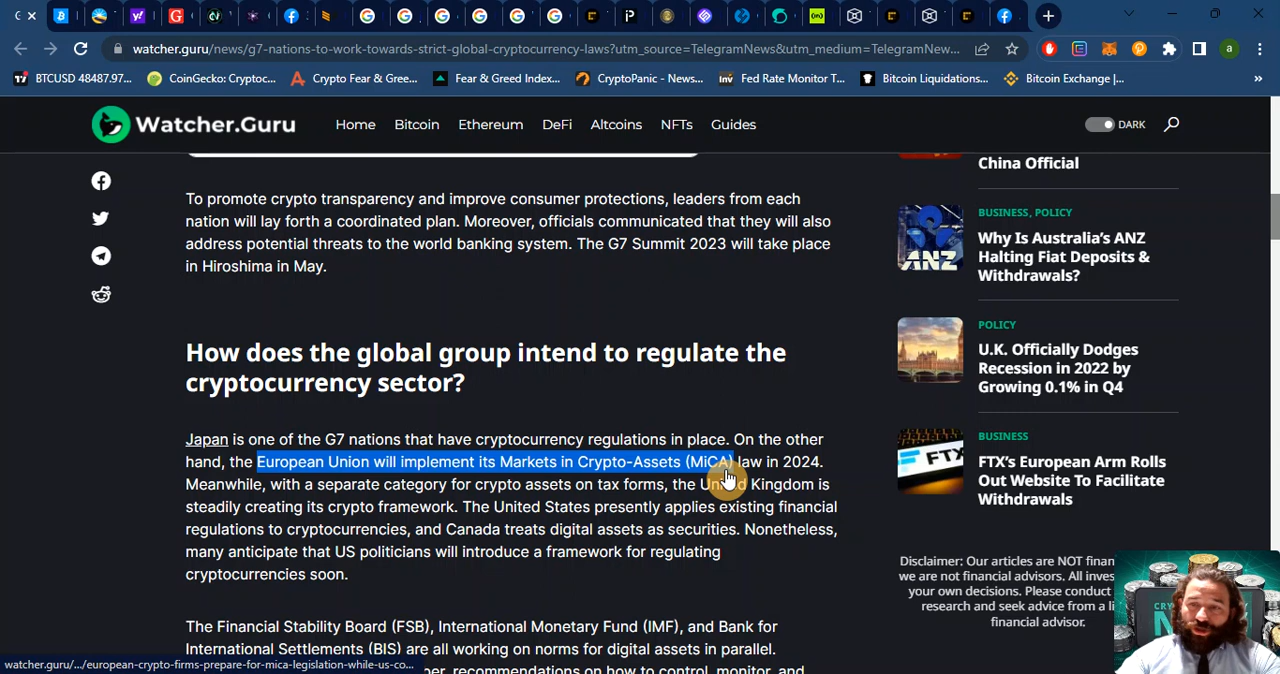 watcher.guru/news/g7-nations-to-work-towards-strict-global-cryptocurrency-laws?utm_source=TelegramNews&utm_medium=TelegramNew...
a
BTCUSD 48487.97...
CoinGecko: Cryptoc...
Crypto Fear & Gree...
Fear & Greed Index...
CryptoPanic - News...
Fed Rate Monitor T...
Bitcoin Liquidations...
Bitcoin Exchange |...
»
Watcher.Guru
Home
Bitcoin
Ethereum
DeFi
Altcoins
NFTs
Guides
DARK
To promote crypto transparency and improve consumer protections, leaders from each
nation will lay forth a coordinated plan. Moreover, officials communicated that they will also
address potential threats to the world banking system. The G7 Summit 2023 will take place
in Hiroshima in May.
How does the global group intend to regulate the
cryptocurrency sector?
Japan is one of the G7 nations that have cryptocurrency regulations in place. On the other
hand, the European Union will implement its Markets in Crypto-Assets (MiCA) law in 2024.
Meanwhile, with a separate category for crypto assets on tax forms, the United Kingdom is
steadily creating its crypto framework. The United States presently applies existing financial
regulations to cryptocurrencies, and Canada treats digital assets as securities. Nonetheless,
many anticipate that US politicians will introduce a framework for regulating
cryptocurrencies soon.
The Financial Stability Board (FSB), International Monetary Fund (IMF), and Bank for
International Settlements (BIS) are all working on norms for digital assets in parallel.
per, recommendations on how to control, monitor, and
watcher.guru/.../european-crypto-firms-prepare-for-mica-legislation-while-us-co...
China Official
BUSINESS, POLICY
Why Is Australia's ANZ
Halting Fiat Deposits &
Withdrawals?
ANZ
POLICY
U.K. Officially Dodges
Recession in 2022 by
Growing 0.1% in Q4
BUSINESS
FTX's European Arm Rolls
Out Website To Facilitate
Withdrawals
FTX
Disclaimer: Our articles are NOT finan
we are not financial advisors. All inves
your own decisions. Please conduct
research and seek advice from a li
financial advisor.